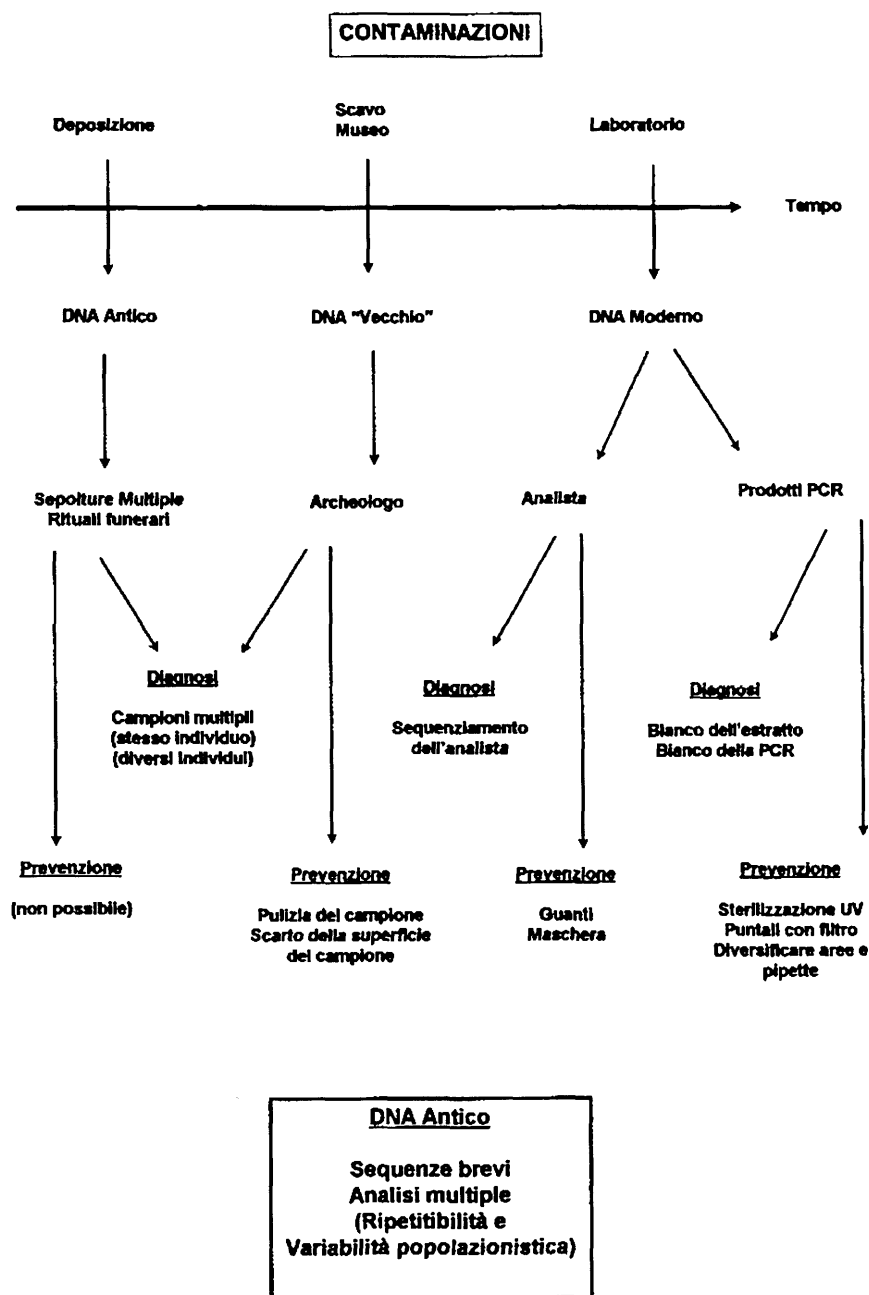 CONTAMINAZIONI
Deposizione
Scavo
Museo
Laboratorio
Tempo
DNA Antico
DNA "Vecchio"
DNA Moderno
Sepolture Multiple
Rituali funerari
Archeologo
Analista
Prodotti PCR
Diagnosi
Campioni multipli
(stesso individuo)
(diversi individui)
Diagnosi
Sequenziamento
dell'analista
Diagnosi
Bianco dell'estratto
Bianco della PCR
Prevenzione
(non possibile)
Prevenzione
Pulizia del campione
Scarto della superficie
del campione
Prevenzione
Guanti
Maschera
Prevenzione
Sterilizzazione UV
Puntali con filtro
Diversificare aree e
pipette
DNA Antico
Sequenze brevi
Analisi multiple
(Ripetitibilità e
Variabilità popolazionistica)